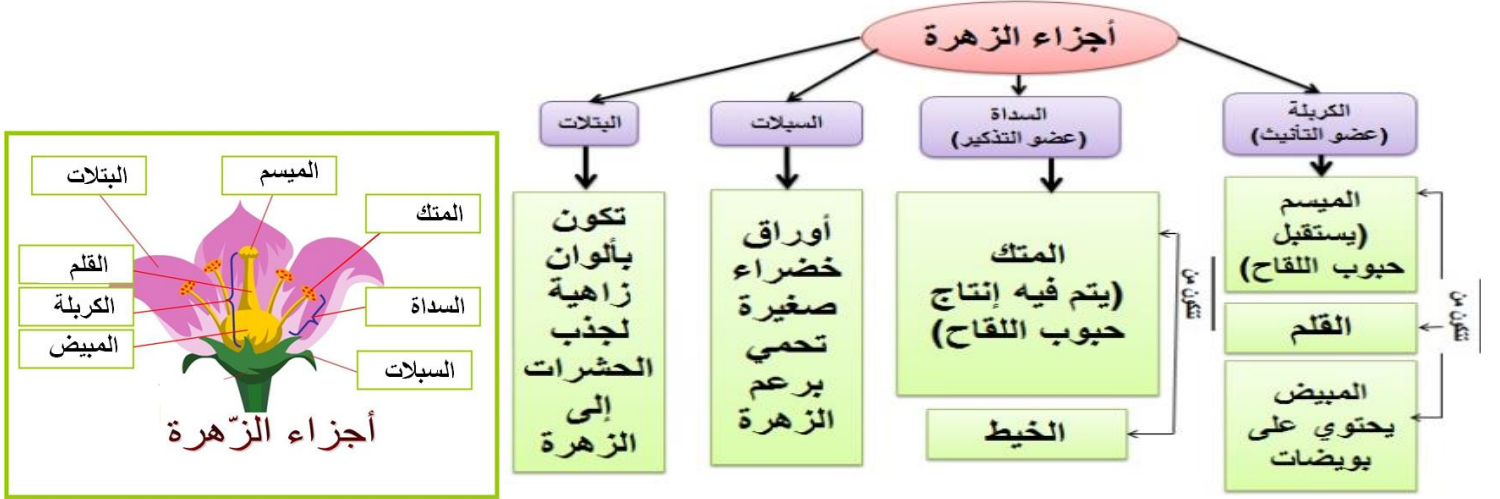 أجزاء الزهرة
الكربلة
(عضو التأنيث)
السداة
(عضو التذكير)
السبلات
البتلات
الميسم
(يستقبل
حبوب اللقاح)
القلم
المبيض
يحتوي على
بويضات
تتكون من
المتك
(يتم فيه إنتاج
حبوب اللقاح)
الخيط
تتكون من
أوراق
خضراء
صغيرة
تحمي
برعم
الزهرة
تكون
بألوان
زاهية
لجذب
الحشرات
إلى
الزهرة
الميسم
البتلات
المتك
القلم
الكربلة
السداة
المبيض
السبلات
أجزاء الزّهرة